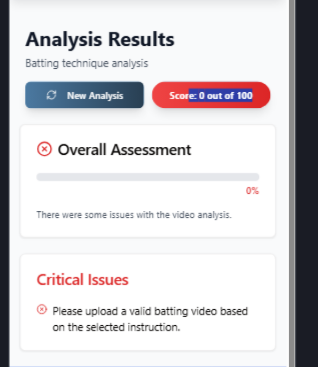 Analysis Results
Batting technique analysis
New Analysis
Score: 0 out of 100
Overall Assessment
0%
There were some issues with the video analysis.
Critical Issues
Please upload a valid batting video based
on the selected instruction.